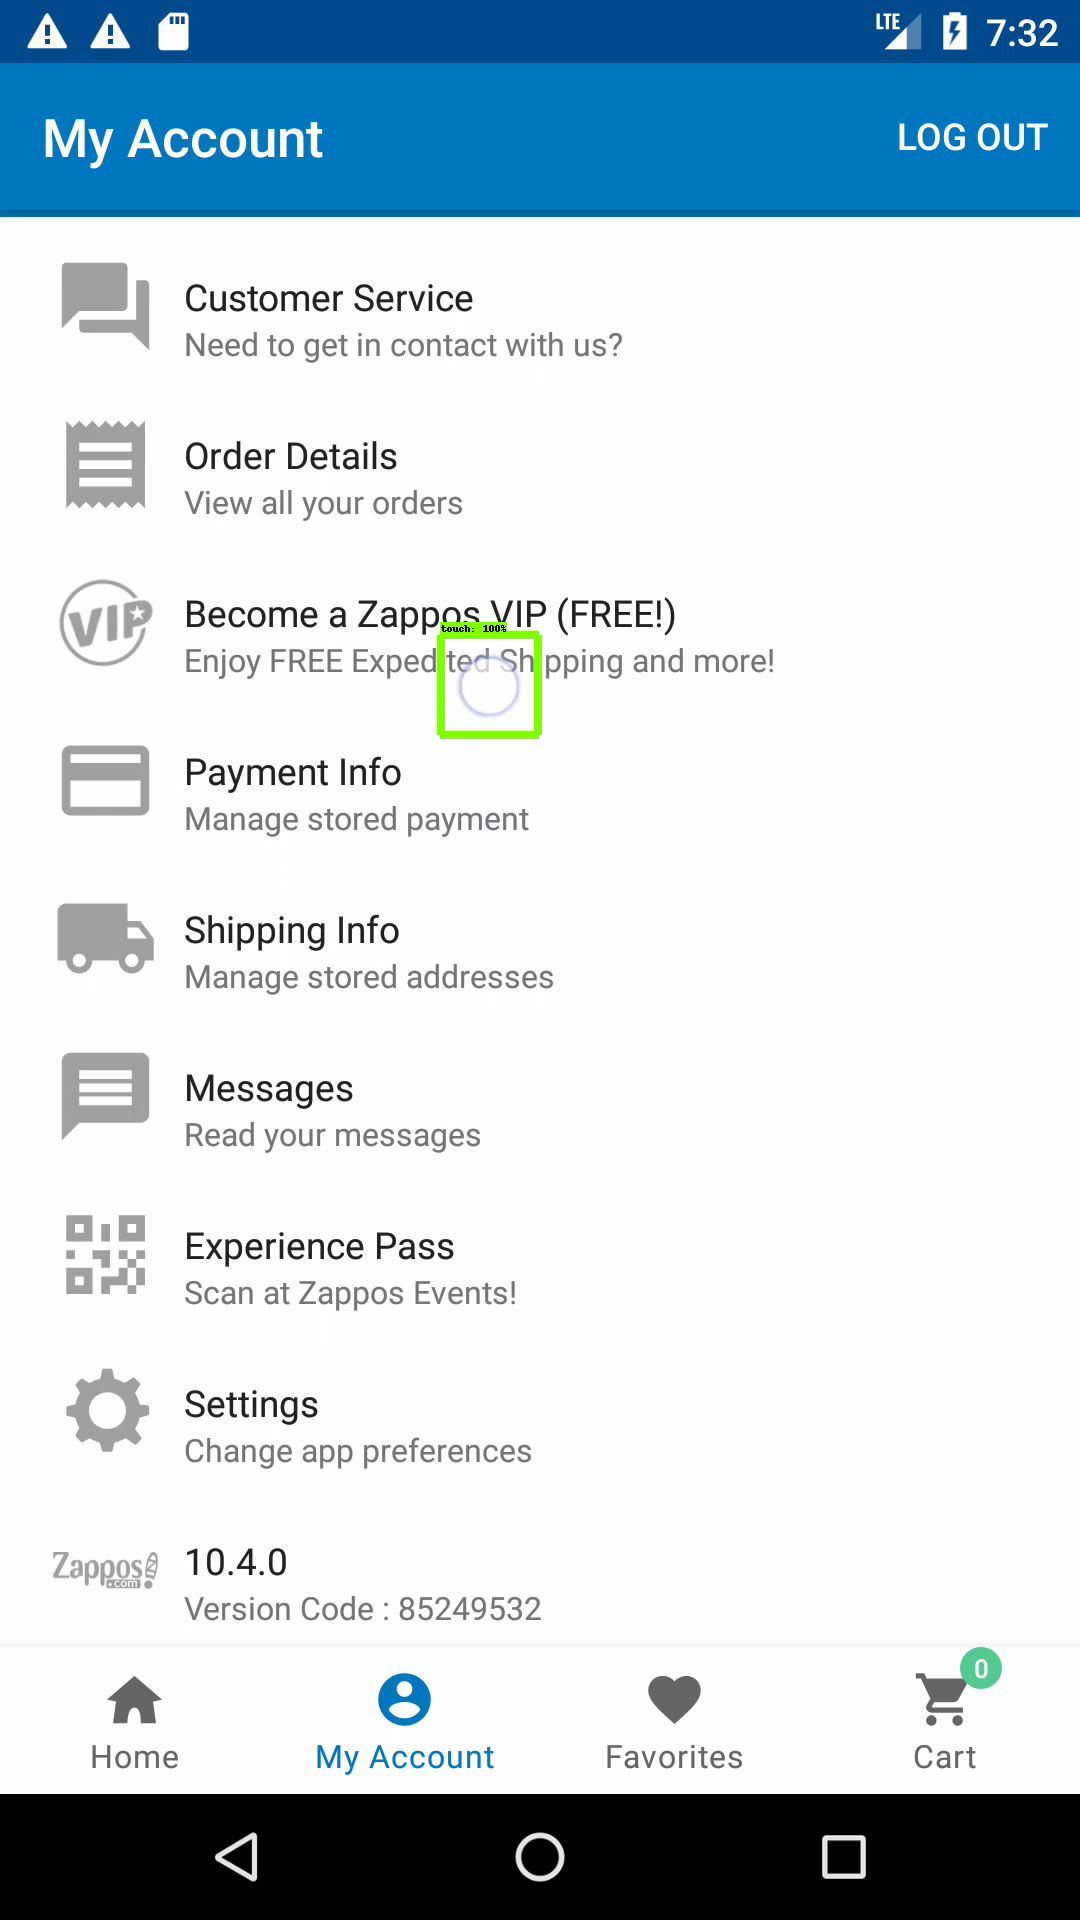 LTE 7:32
My Account LOG OUT
Customer Service
Need to get in contact with us?
Order Details
View all your orders
VIP
Become a Zappos VIP (FREE!)
touch: 100%
Enjoy FREE Expedited Shipping and more!
Payment Info
Manage stored payment
Shipping Info
Manage stored addresses
Messages
Read your messages
Experience Pass
Scan at Zappos Events!
Settings
Change app preferences
Zappos .com
10.4.0
Version Code : 85249532
0
Home My Account Favorites Cart